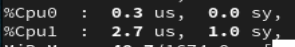 %Cpu0  :  0.3 us,  0.0 sy,
%Cpu1  :  2.7 us,  1.0 sy,